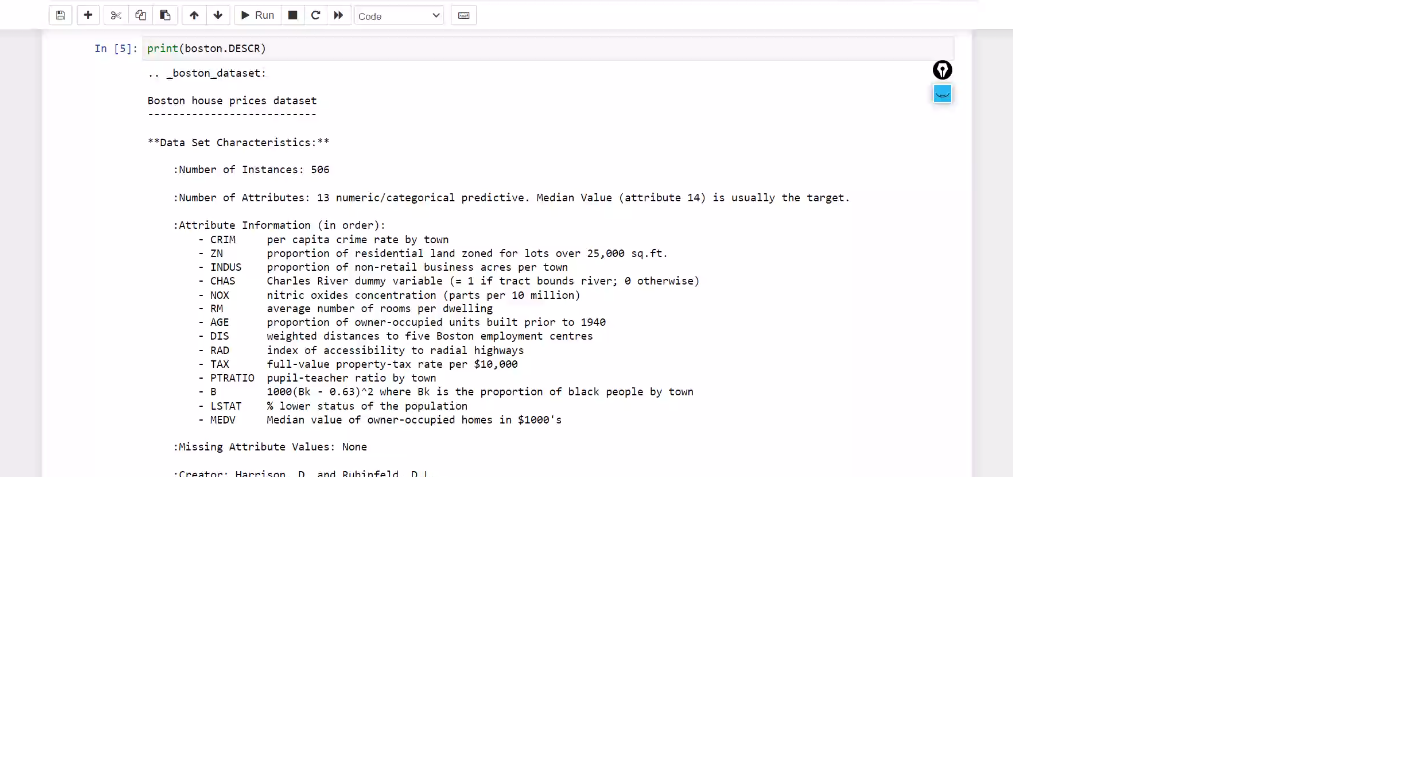 Run
Code
In [5]: print(boston.DESCR)
.. _boston_dataset:
Boston house prices dataset
---------------------------
**Data Set Characteristics:**
:Number of Instances: 506
:Number of Attributes: 13 numeric/categorical predictive. Median Value (attribute 14) is usually the target.
:Attribute Information (in order):
- CRIM     per capita crime rate by town
- ZN       proportion of residential land zoned for lots over 25,000 sq.ft.
- INDUS    proportion of non-retail business acres per town
- CHAS     Charles River dummy variable (= 1 if tract bounds river; 0 otherwise)
- NOX      nitric oxides concentration (parts per 10 million)
- RM       average number of rooms per dwelling
- AGE      proportion of owner-occupied units built prior to 1940
- DIS      weighted distances to five Boston employment centres
- RAD      index of accessibility to radial highways
- TAX      full-value property-tax rate per $10,000
- PTRATIO  pupil-teacher ratio by town
- B        1000(Bk - 0.63)^2 where Bk is the proportion of black people by town
- LSTAT    % lower status of the population
- MEDV     Median value of owner-occupied homes in $1000's
:Missing Attribute Values: None
:Creator: Harrison, D. and Rubinfeld, D.L.